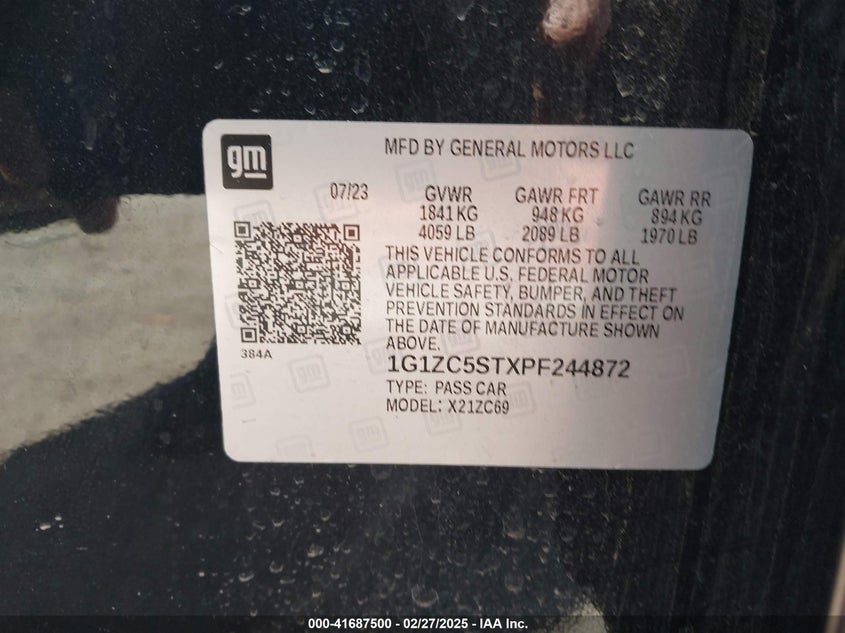 gm
MFD BY GENERAL MOTORS LLC
07/23 GVWR GAWR FRT GAWR RR
1841 KG 948 KG 894 KG
4059 LB 2089 LB 1970 LB
THIS VEHICLE CONFORMS TO ALL
APPLICABLE U.S. FEDERAL MOTOR
VEHICLE SAFETY, BUMPER, AND THEFT
PREVENTION STANDARDS IN EFFECT ON
THE DATE OF MANUFACTURE SHOWN
ABOVE.
384A
1G1ZC5STXPF244872
TYPE: PASS CAR
MODEL: X21ZC69
000-41687500 - 02/27/2025 - IAA Inc.